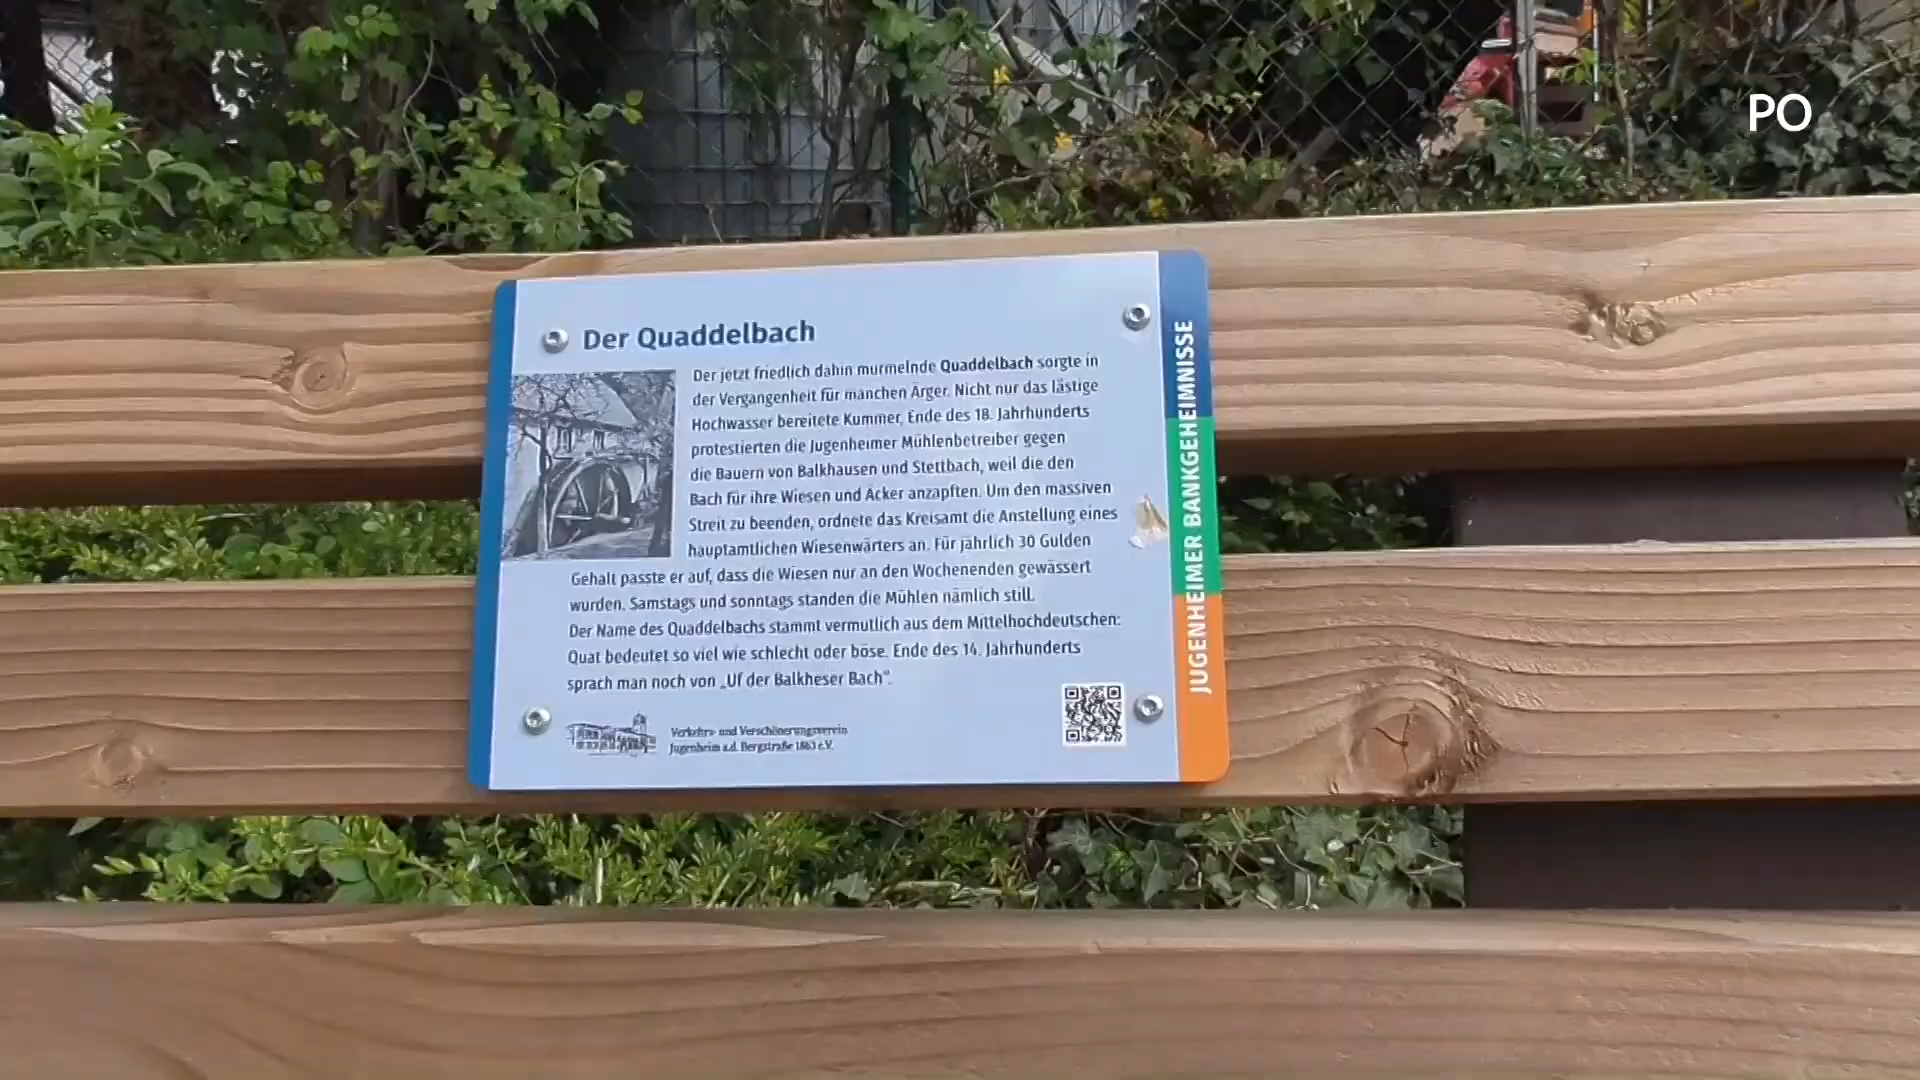 PO
Der Quaddelbach
Der jetzt friedlich dahin murmelnde Quaddelbach sorgte in
der Vergangenheit für manchen Ärger. Nicht nur das lästige
Hochwasser bereitete Kummer, Ende des 18. Jahrhunderts
protestierten die Jugenheimer Mühlenbetreiber gegen
die Bauern von Balkhausen und Stettbach, weil die den
Bach für ihre Wiesen und Äcker anzapften. Um den massiven
Streit zu beenden, ordnete das Kreisamt die Anstellung eines
hauptamtlichen Wiesenwärters an. Für jährlich 30 Gulden
Gehalt passte er auf, dass die Wiesen nur an den Wochenenden gewässert
wurden. Samstags und sonntags standen die Mühlen nämlich still.
Der Name des Quaddelbachs stammt vermutlich aus dem Mittelhochdeutschen:
Quat bedeutet so viel wie schlecht oder böse. Ende des 14. Jahrhunderts
sprach man noch von „Uf der Balkheser Bach“.
Verkehrs- und Verschönerungsverein
Jugenheim a.d. Bergstraße 1863 e.V.
JUGENHEIMER BANKGEHEIMNISSE